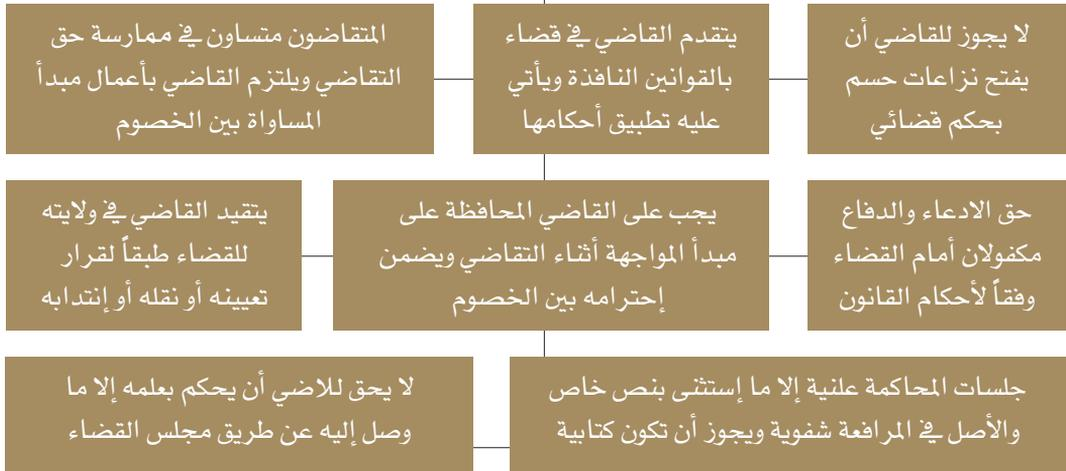 لا يجوز للقاضي أن
يفتح نزاعات حسم
بحكم قضائي
يتقدم القاضي في قضاء
بالقوانين النافذة ويأتي
عليه تطبيق أحكامها
المتقاضون متساون في ممارسة حق
التقاضي ويلتزم القاضي بأعمال مبدأ
المساواة بين الخصوم
حق الادعاء والدفاع
مكفولان أمام القضاء
وفقاً لأحكام القانون
يجب على القاضي المحافظة على
مبدأ المواجهة أثناء التقاضي ويضمن
إحترامه بين الخصوم
يتقيد القاضي في ولايته
للقضاء طبقاً لقرار
تعيينه أو نقله أو إنتدابه
جلسات المحاكمة علنية إلا ما إستثنى بنص خاص
والأصل في المرافعة شفوية ويجوز أن تكون كتابية
لا يحق للاضي أن يحكم بعلمه إلا ما
وصل إليه عن طريق مجلس القضاء